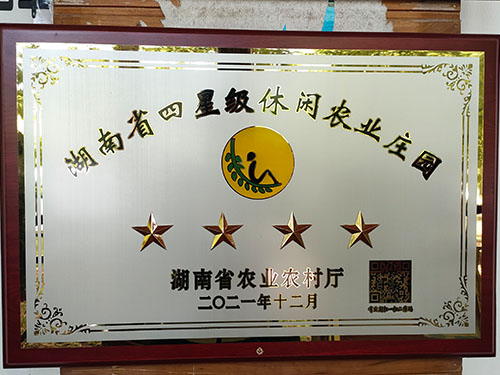 湖南省四星级休闲农业庄园
湖南省农业农村厅
二〇二一年十二月